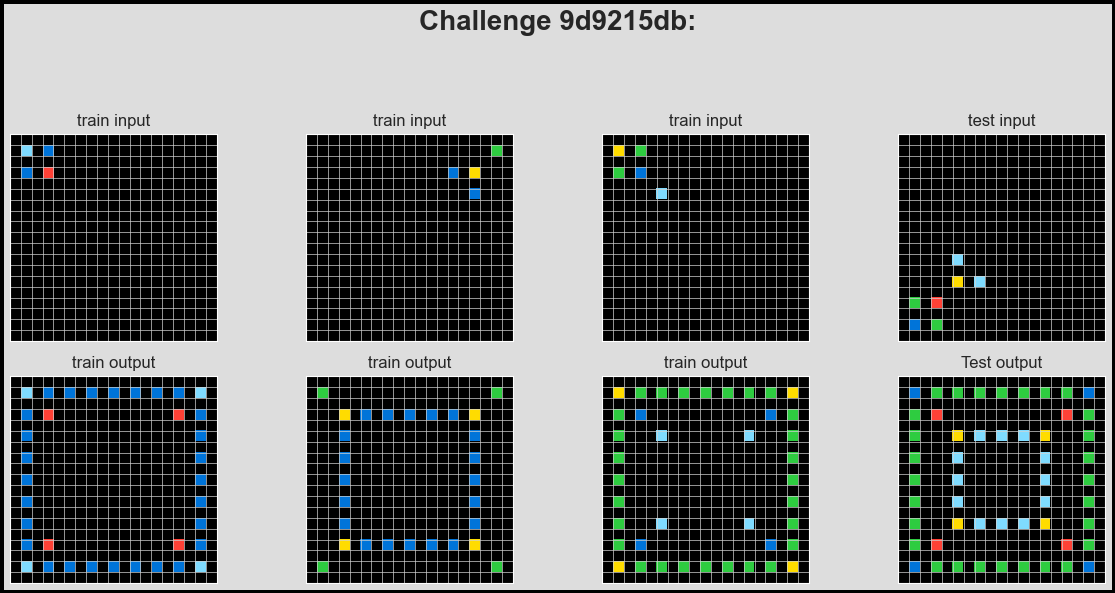 Challenge 9d9215db:
train input
train input
train input
test input
train output
train output
train output
Test output